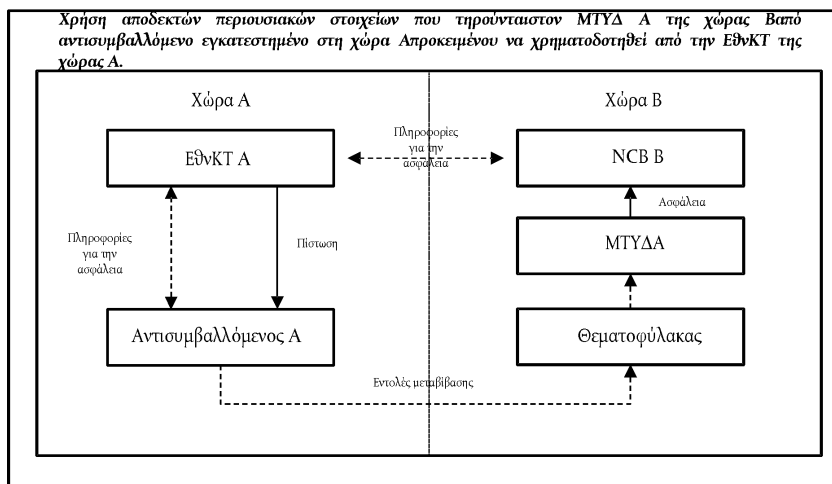 Χρήση αποδεκτών περιουσιακών στοιχείων που τηρούνταιστον ΜΤΥΔ Α της χώρας Βαπό
αντισυμβαλλόμενο εγκατεστημένο στη χώρα Απροκειμένου να χρηματοδοτηθεί από την ΕθνΚΤ της
χώρας Α.
Χώρα Α
Χώρα Β
ΕθνΚΤ Α
Πληροφορίες
για την
ασφάλεια
NCB B
Ασφάλεια
Πληροφορίες
για την
ασφάλεια
Πίστωση
ΜΤΥΔΑ
Αντισυμβαλλόμενος Α
Θεματοφύλακας
Εντολές μεταβίβασης